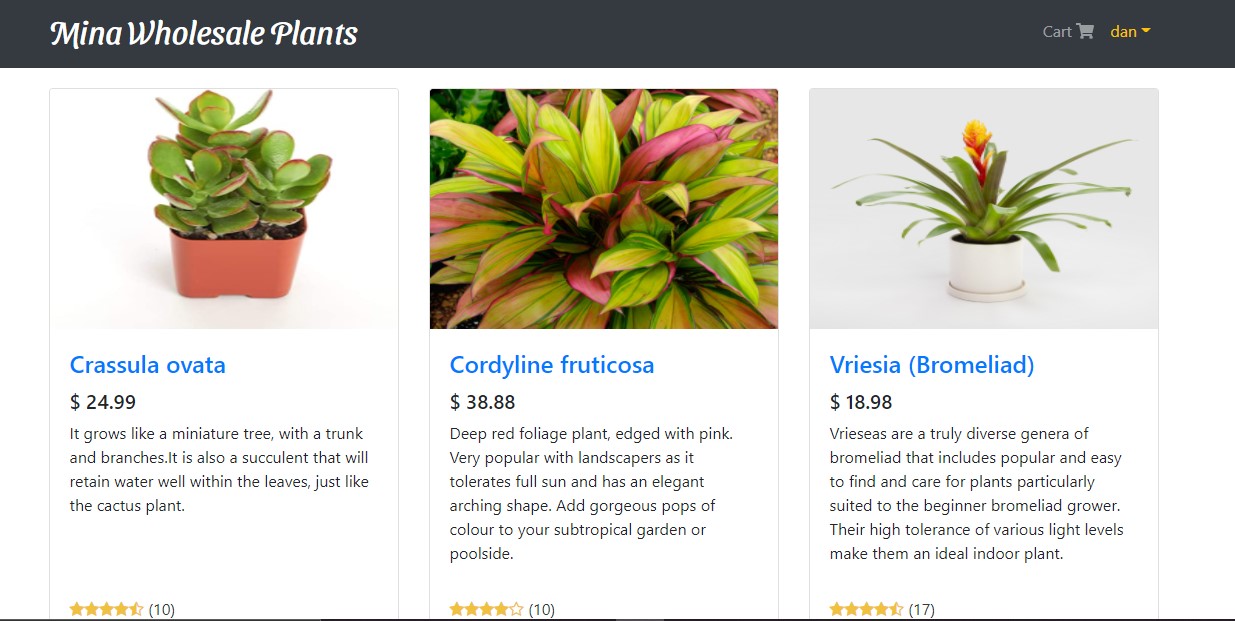 Mina Wholesale Plants
Cart
dan
Crassula ovata
$ 24.99
It grows like a miniature tree, with a trunk
and branches.It is also a succulent that will
retain water well within the leaves, just like
the cactus plant.
(10)
Cordyline fruticosa
$ 38.88
Deep red foliage plant, edged with pink.
Very popular with landscapers as it
tolerates full sun and has an elegant
arching shape. Add gorgeous pops of
colour to your subtropical garden or
poolside.
(10)
Vriesia (Bromeliad)
$ 18.98
Vrieseas are a truly diverse genera of
bromeliad that includes popular and easy
to find and care for plants particularly
suited to the beginner bromeliad grower.
Their high tolerance of various light levels
make them an ideal indoor plant.
(17)